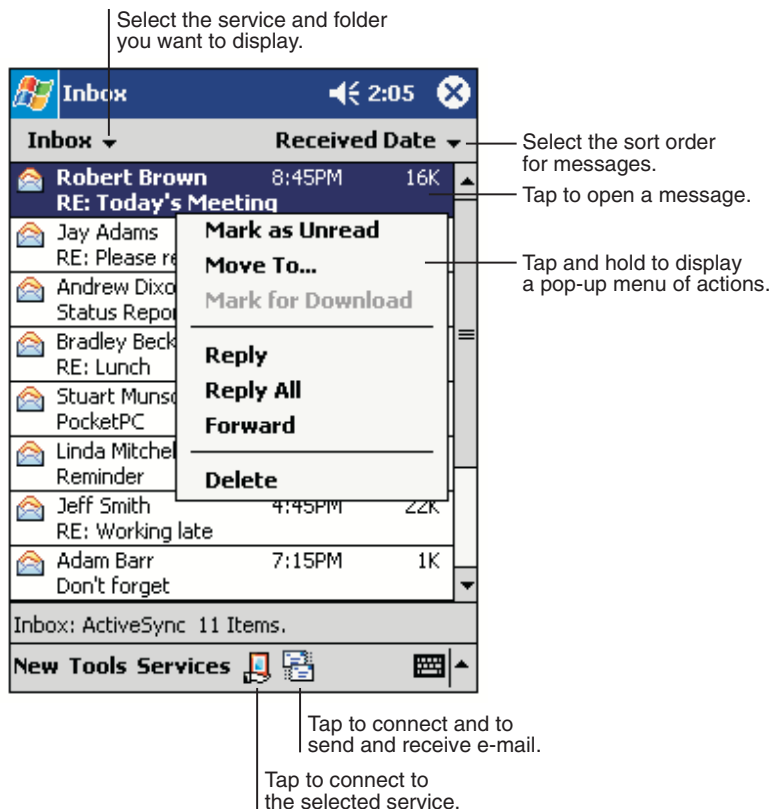 Select the service and folder
you want to display.
Inbox 2:05
Inbox Received Date
Select the sort order
for messages.
Robert Brown 8:45PM 16K
RE: Today's Meeting
Tap to open a message.
Jay Adams
RE: Please re
Mark as Unread
Move To...
Mark for Download
Reply
Reply All
Forward
Delete
Tap and hold to display
a pop-up menu of actions.
Andrew Dixo
Status Repo
Bradley Beck
RE: Lunch
Stuart Munso
PocketPC
Linda Mitchel
Reminder
Jeff Smith 4:45PM 22K
RE: Working late
Adam Barr 7:15PM 1K
Don't forget
Inbox: ActiveSync 11 Items.
New Tools Services
Tap to connect and to
send and receive e-mail.
Tap to connect to
the selected service.